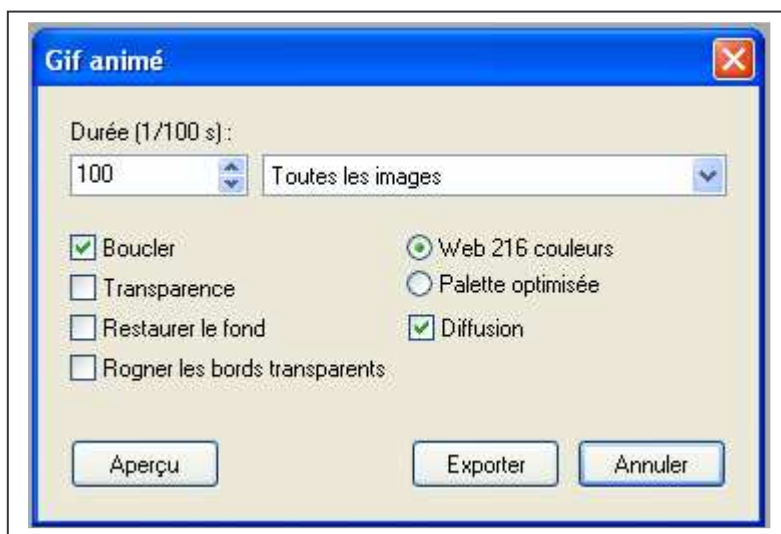 Gif animé
Durée (1/100 s) :
100 Toutes les images
Boucler Web 216 couleurs
Transparence Palette optimisée
Restaurer le fond Diffusion
Rogner les bords transparents
Aperçu Exporter Annuler